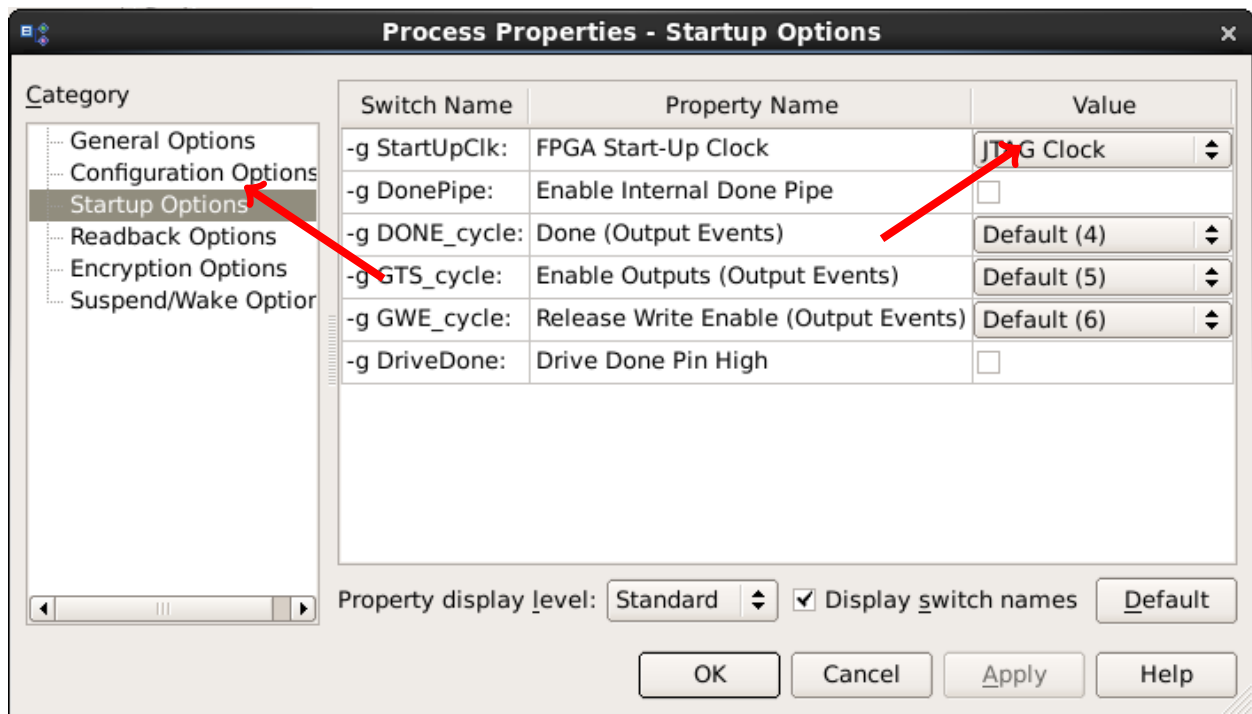 Process Properties - Startup Options
Category
General Options
Configuration Options
Startup Options
Readback Options
Encryption Options
Suspend/Wake Option
Switch Name Property Name Value
-g StartUpClk: FPGA Start-Up Clock JTAG Clock
-g DonePipe: Enable Internal Done Pipe
-g DONE_cycle: Done (Output Events) Default (4)
-g GTS_cycle: Enable Outputs (Output Events) Default (5)
-g GWE_cycle: Release Write Enable (Output Events) Default (6)
-g DriveDone: Drive Done Pin High
Property display level: Standard Display switch names Default
OK Cancel Apply Help